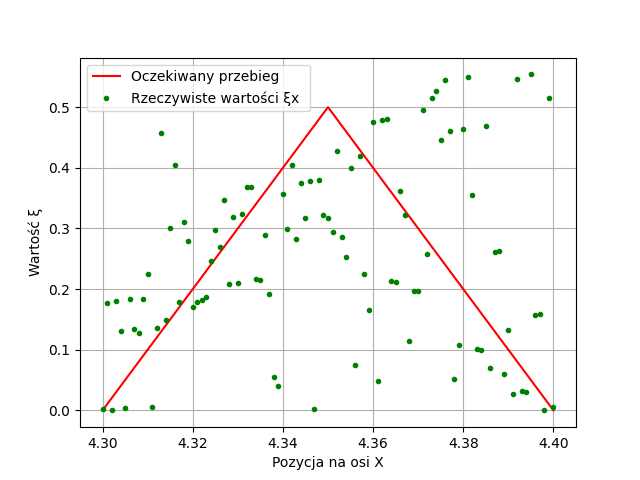 Oczekiwany przebieg
Rzeczywiste wartości ξx
Wartość ξ
0.5
0.4
0.3
0.2
0.1
0.0
4.30 4.32 4.34 4.36 4.38 4.40
Pozycja na osi X